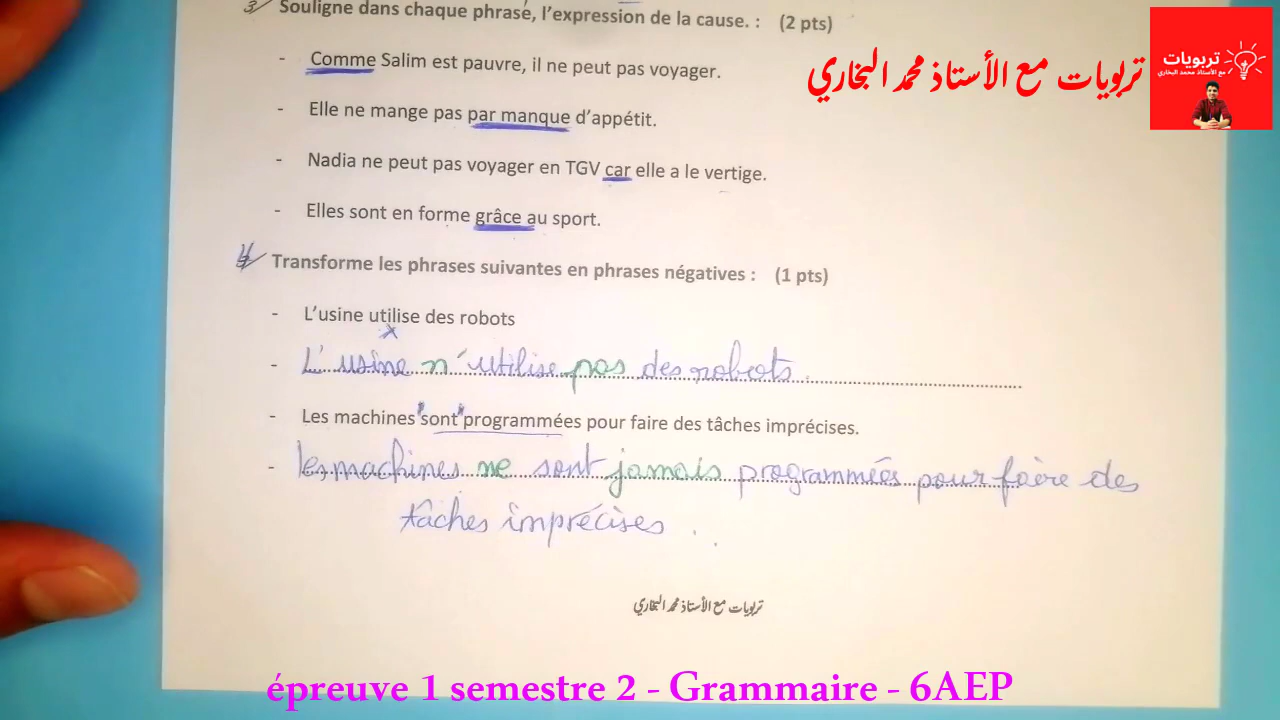 3/ Souligne dans chaque phrase, l'expression de la cause. : (2 pts)
تربويات مع الأستاذ محمد البخاري
تربويات
مع الأستاذ محمد البخاري
- Comme Salim est pauvre, il ne peut pas voyager.
- Elle ne mange pas par manque d'appétit.
- Nadia ne peut pas voyager en TGV car elle a le vertige.
- Elles sont en forme grâce au sport.
4/ Transforme les phrases suivantes en phrases négatives : (1 pts)
- L'usine utilise des robots
- L'usine n'utilise pas des robots.
- Les machines sont programmées pour faire des tâches imprécises.
- les machines ne sont jamais programmées pour faire des
tâches imprécises.
تربويات مع الأستاذ محمد البخاري
épreuve 1 semestre 2 - Grammaire - 6AEP